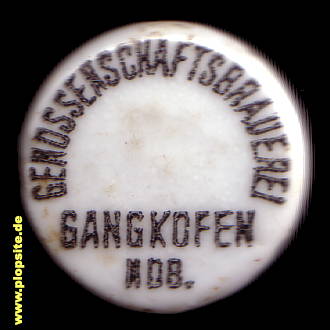 GENOSSENSCHAFTSBRAUEREI
GANGKOFEN
NDB.
www.plopsite.de